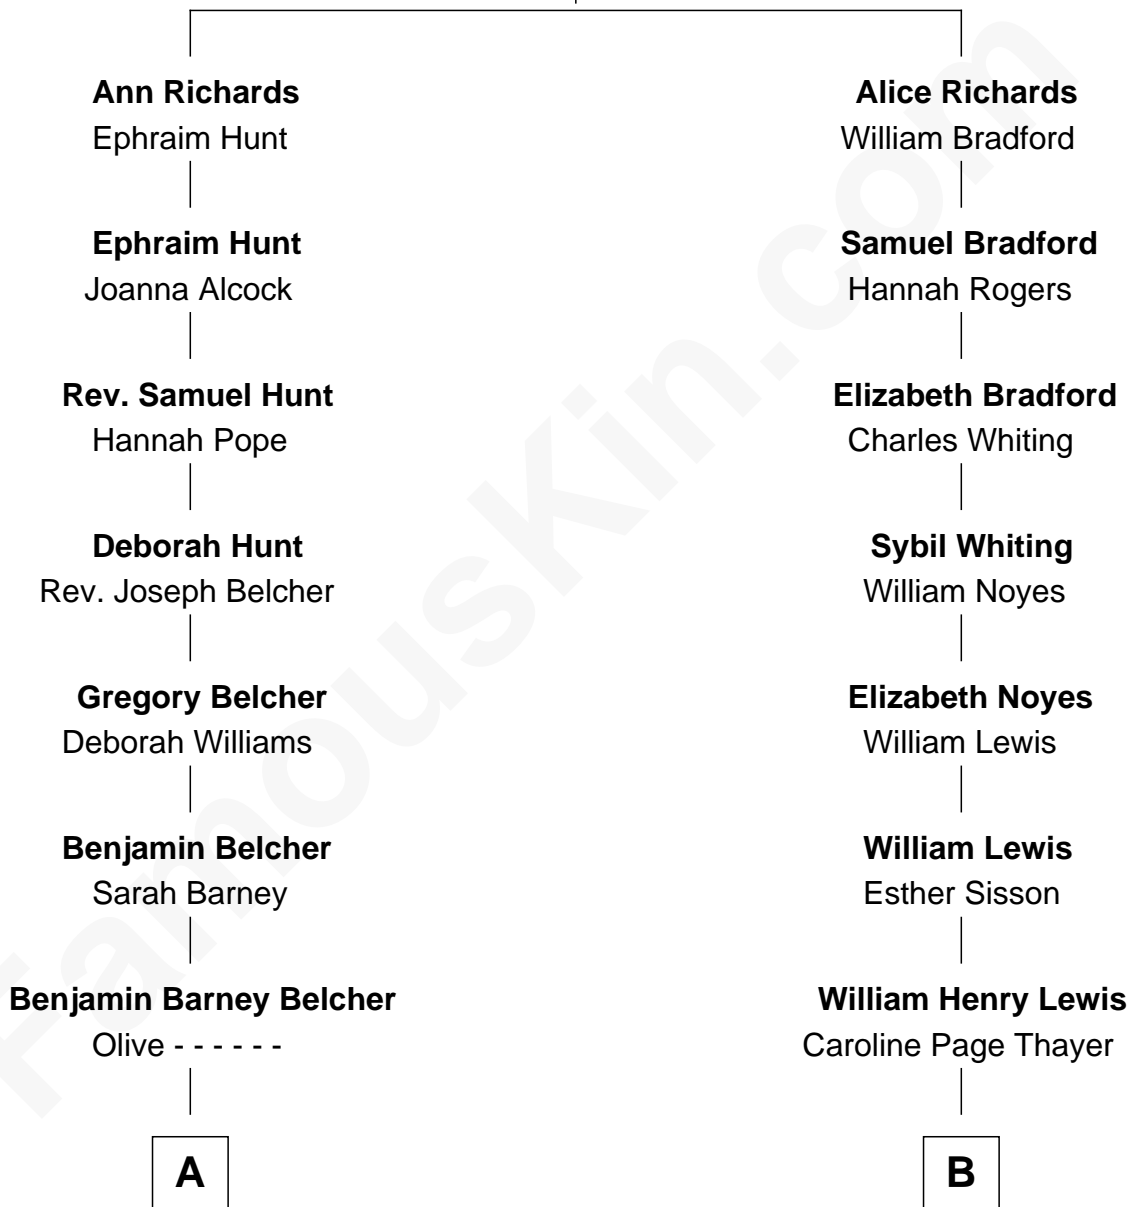 Ann Richards
Ephraim Hunt
Ephraim Hunt
Joanna Alcock
Rev. Samuel Hunt
Hannah Pope
Deborah Hunt
Rev. Joseph Belcher
Gregory Belcher
Deborah Williams
Benjamin Belcher
Sarah Barney
Benjamin Barney Belcher
Olive - - - - - -
A
Alice Richards
William Bradford
Samuel Bradford
Hannah Rogers
Elizabeth Bradford
Charles Whiting
Sybil Whiting
William Noyes
Elizabeth Noyes
William Lewis
William Lewis
Esther Sisson
William Henry Lewis
Caroline Page Thayer
B
FamousKin.com